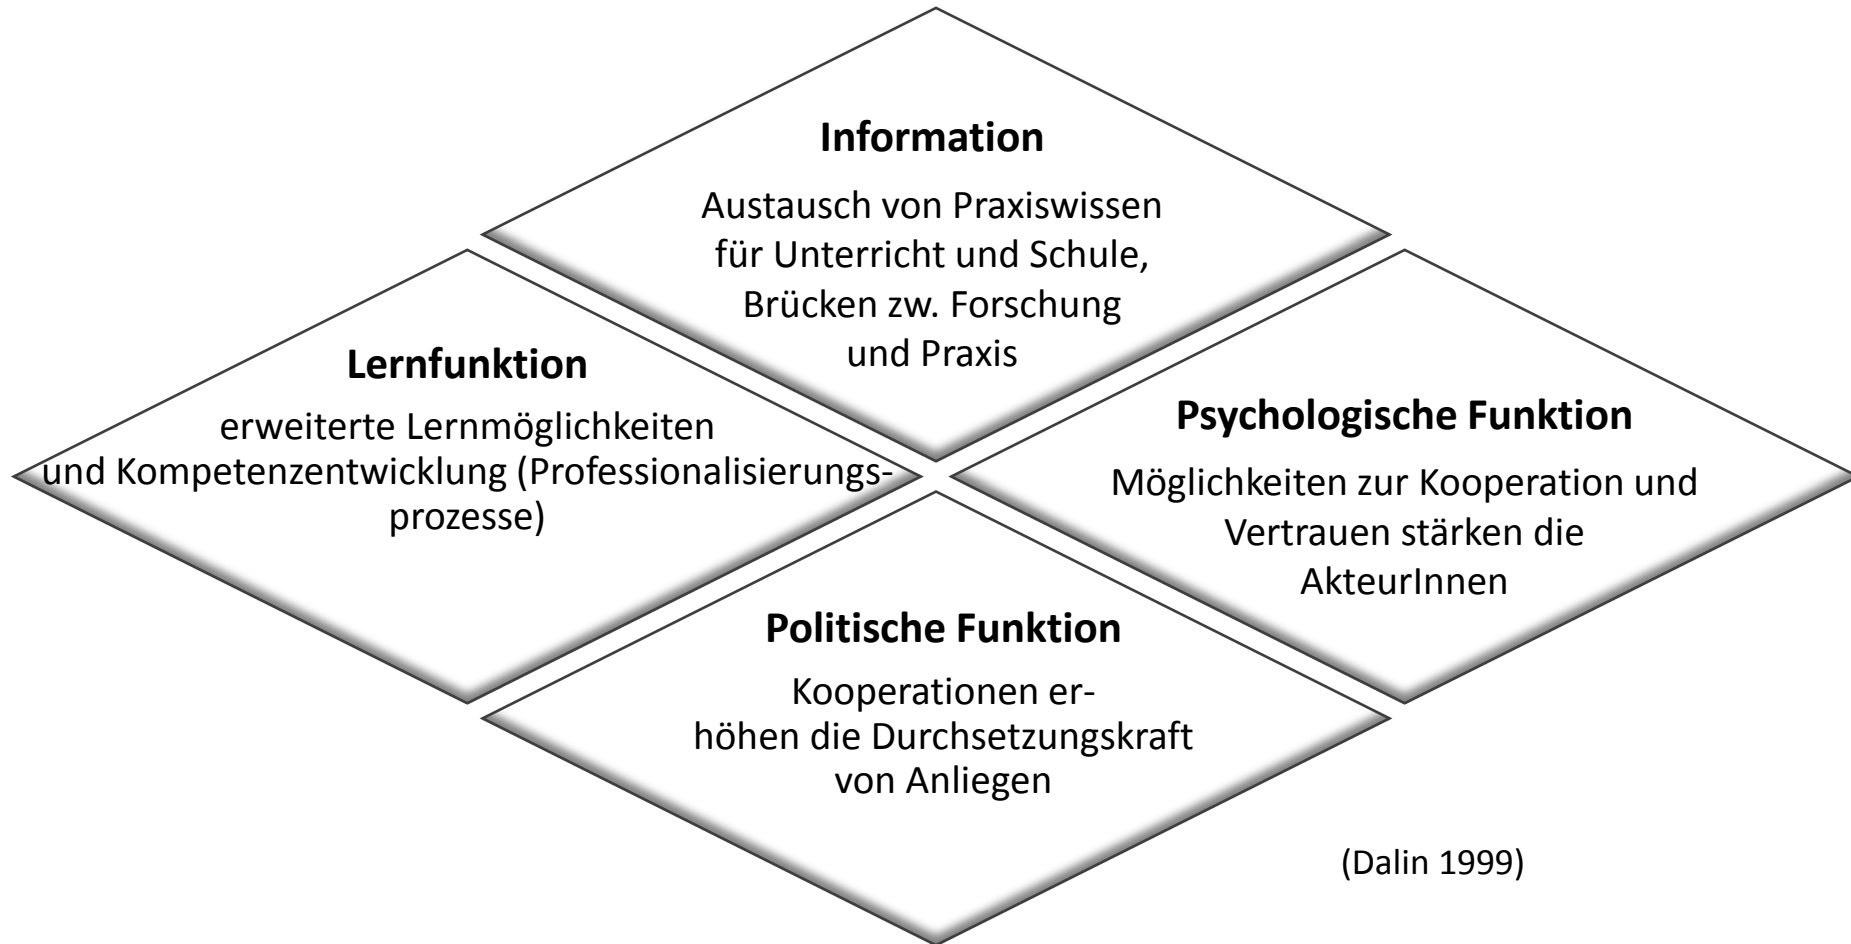 Information
Austausch von Praxiswissen
für Unterricht und Schule,
Brücken zw. Forschung
und Praxis
Lernfunktion
erweiterte Lernmöglichkeiten
und Kompetenzentwicklung (Professionalisierungs-
prozesse)
Psychologische Funktion
Möglichkeiten zur Kooperation und
Vertrauen stärken die
AkteurInnen
Politische Funktion
Kooperationen er-
höhen die Durchsetzungskraft
von Anliegen
(Dalin 1999)